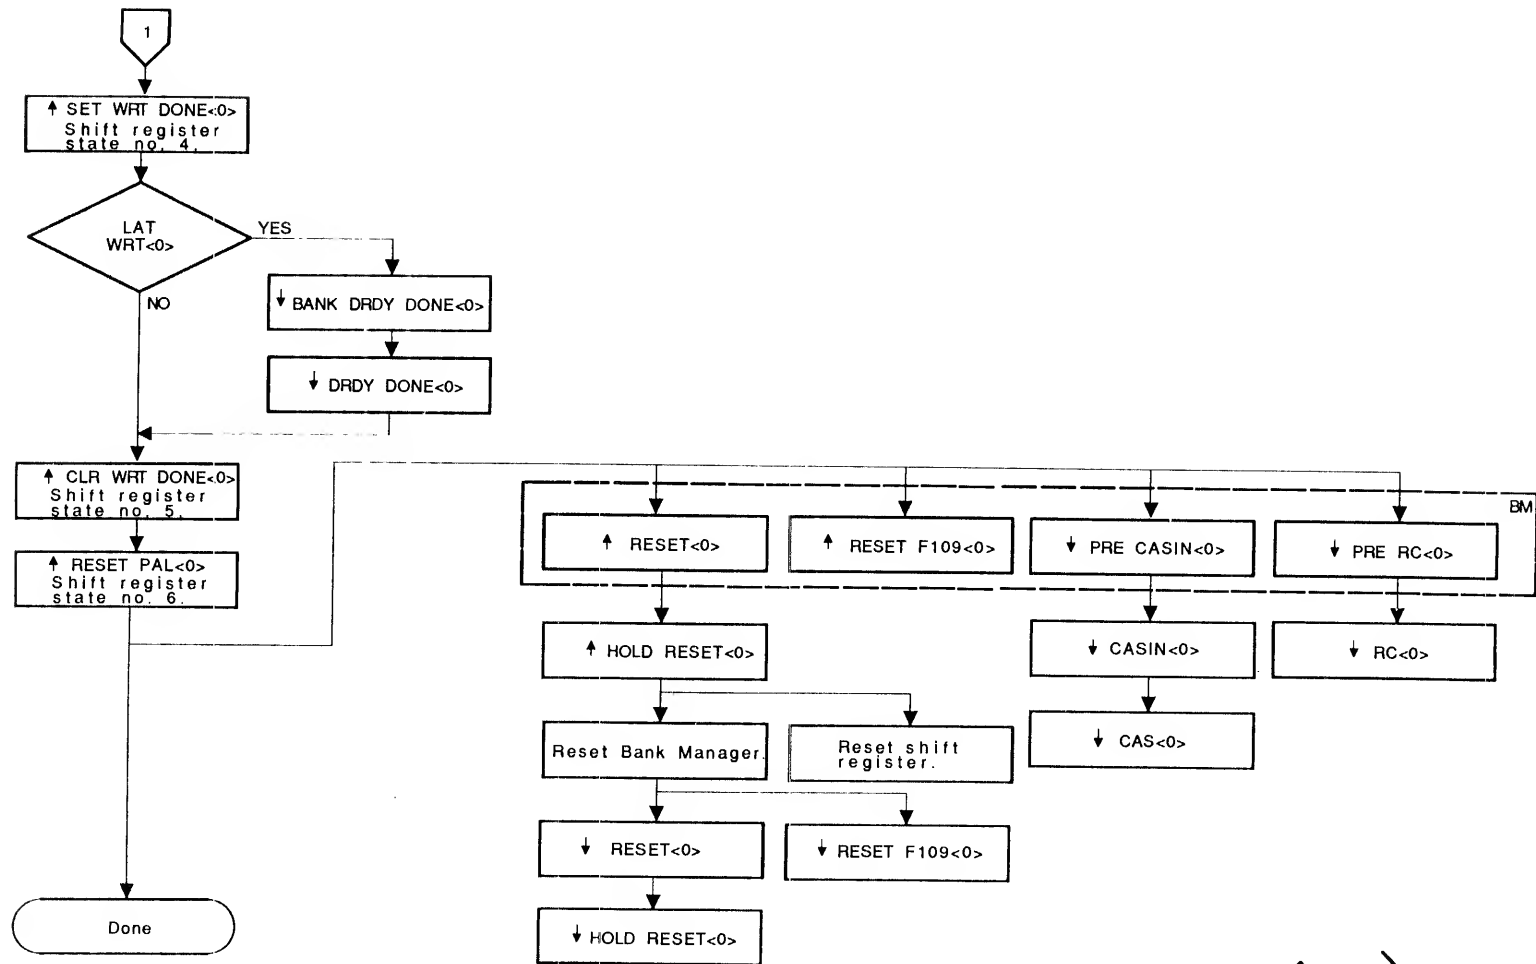 1
↑ SET WRT DONE<0>
Shift register
state no. 4.
LAT
WRT<0>
YES
NO
↓ BANK DRDY DONE<0>
↓ DRDY DONE<0>
↑ CLR WRT DONE<0>
Shift register
state no. 5.
↑ RESET PAL<0>
Shift register
state no. 6.
Done
BM
↑ RESET<0>
↑ RESET F109<0>
↓ PRE CASIN<0>
↓ PRE RC<0>
↑ HOLD RESET<0>
↓ CASIN<0>
↓ RC<0>
Reset Bank Manager.
Reset shift
register.
↓ CAS<0>
↓ RESET<0>
↓ RESET F109<0>
↓ HOLD RESET<0>